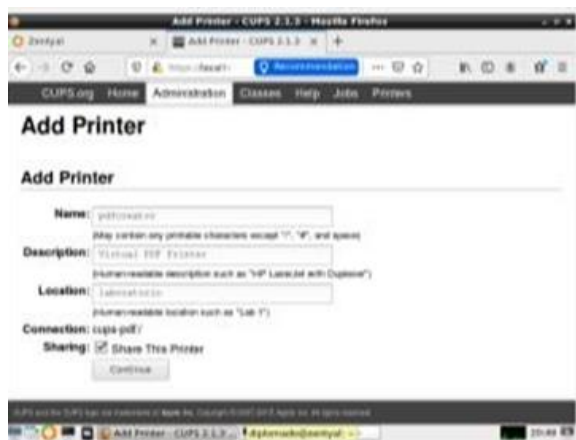 Add Printer - CUPS 2.1.3 - Mozilla Firefox
Zentyal
Add Printer - CUPS 2.1.3
Recommendation
CUPS.org Home Administration Classes Help Jobs Printers
Add Printer
Add Printer
Name: pdfcreator
(May contain any printable characters except "/", "#", and space)
Description: Virtual PDF Printer
(Human-readable description such as "HP LaserJet with Duplexer")
Location: laboratorio
(Human-readable location such as "Lab 1")
Connection: cups-pdf:/
Sharing: Share This Printer
Continue
Add Printer - CUPS 2.1.3...